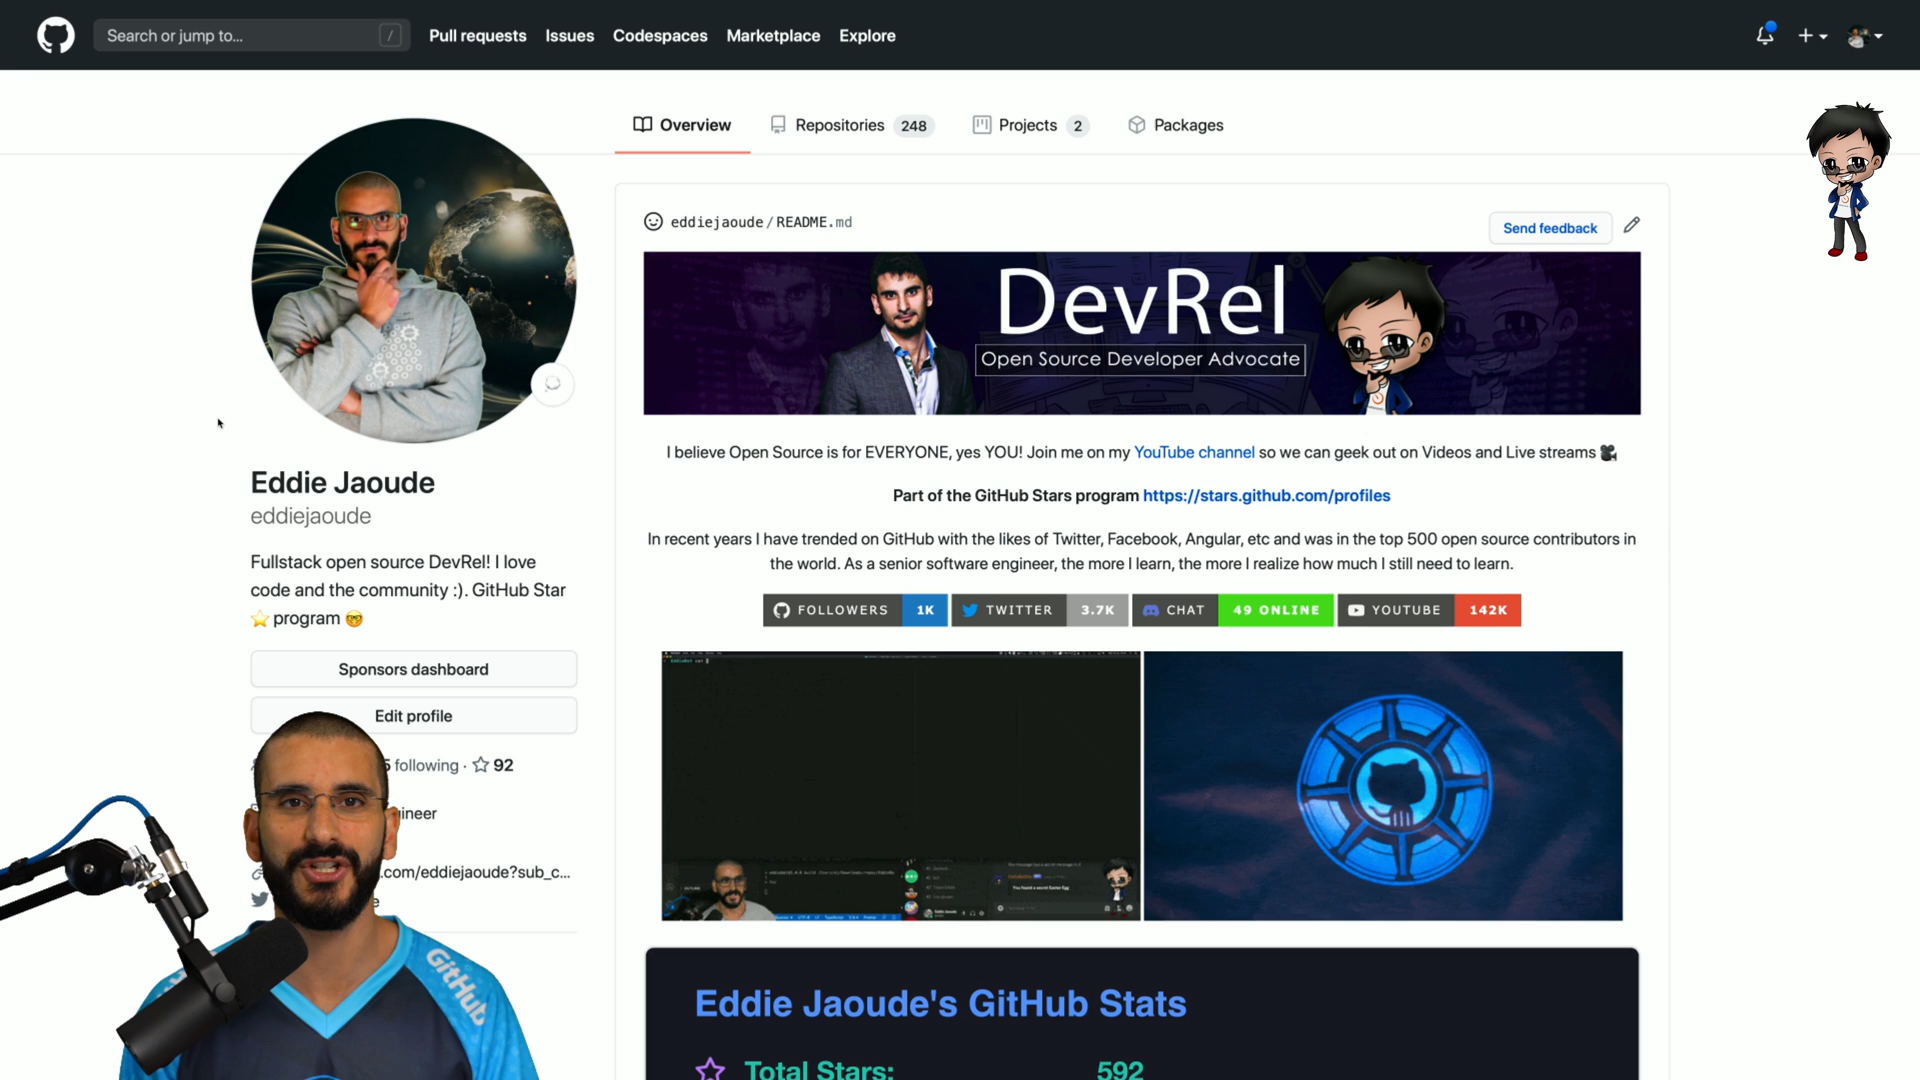 Search or jump to...
/
Pull requests
Issues
Codespaces
Marketplace
Explore
Overview
Repositories 248
Projects 2
Packages
eddiejaoude / README.md
Send feedback
DevRel
Open Source Developer Advocate
I believe Open Source is for EVERYONE, yes YOU! Join me on my YouTube channel so we can geek out on Videos and Live streams
Part of the GitHub Stars program https://stars.github.com/profiles
In recent years I have trended on GitHub with the likes of Twitter, Facebook, Angular, etc and was in the top 500 open source contributors in
the world. As a senior software engineer, the more I learn, the more I realize how much I still need to learn.
FOLLOWERS 1K
TWITTER 3.7K
CHAT 49 ONLINE
YOUTUBE 142K
Eddie Jaoude's GitHub Stats
Total Stars: 592
Eddie Jaoude
eddiejaoude
Fullstack open source DevRel! I love
code and the community :). GitHub Star
program
Sponsors dashboard
Edit profile
following · 92
.com/eddiejaoude?sub_c...
GitHub